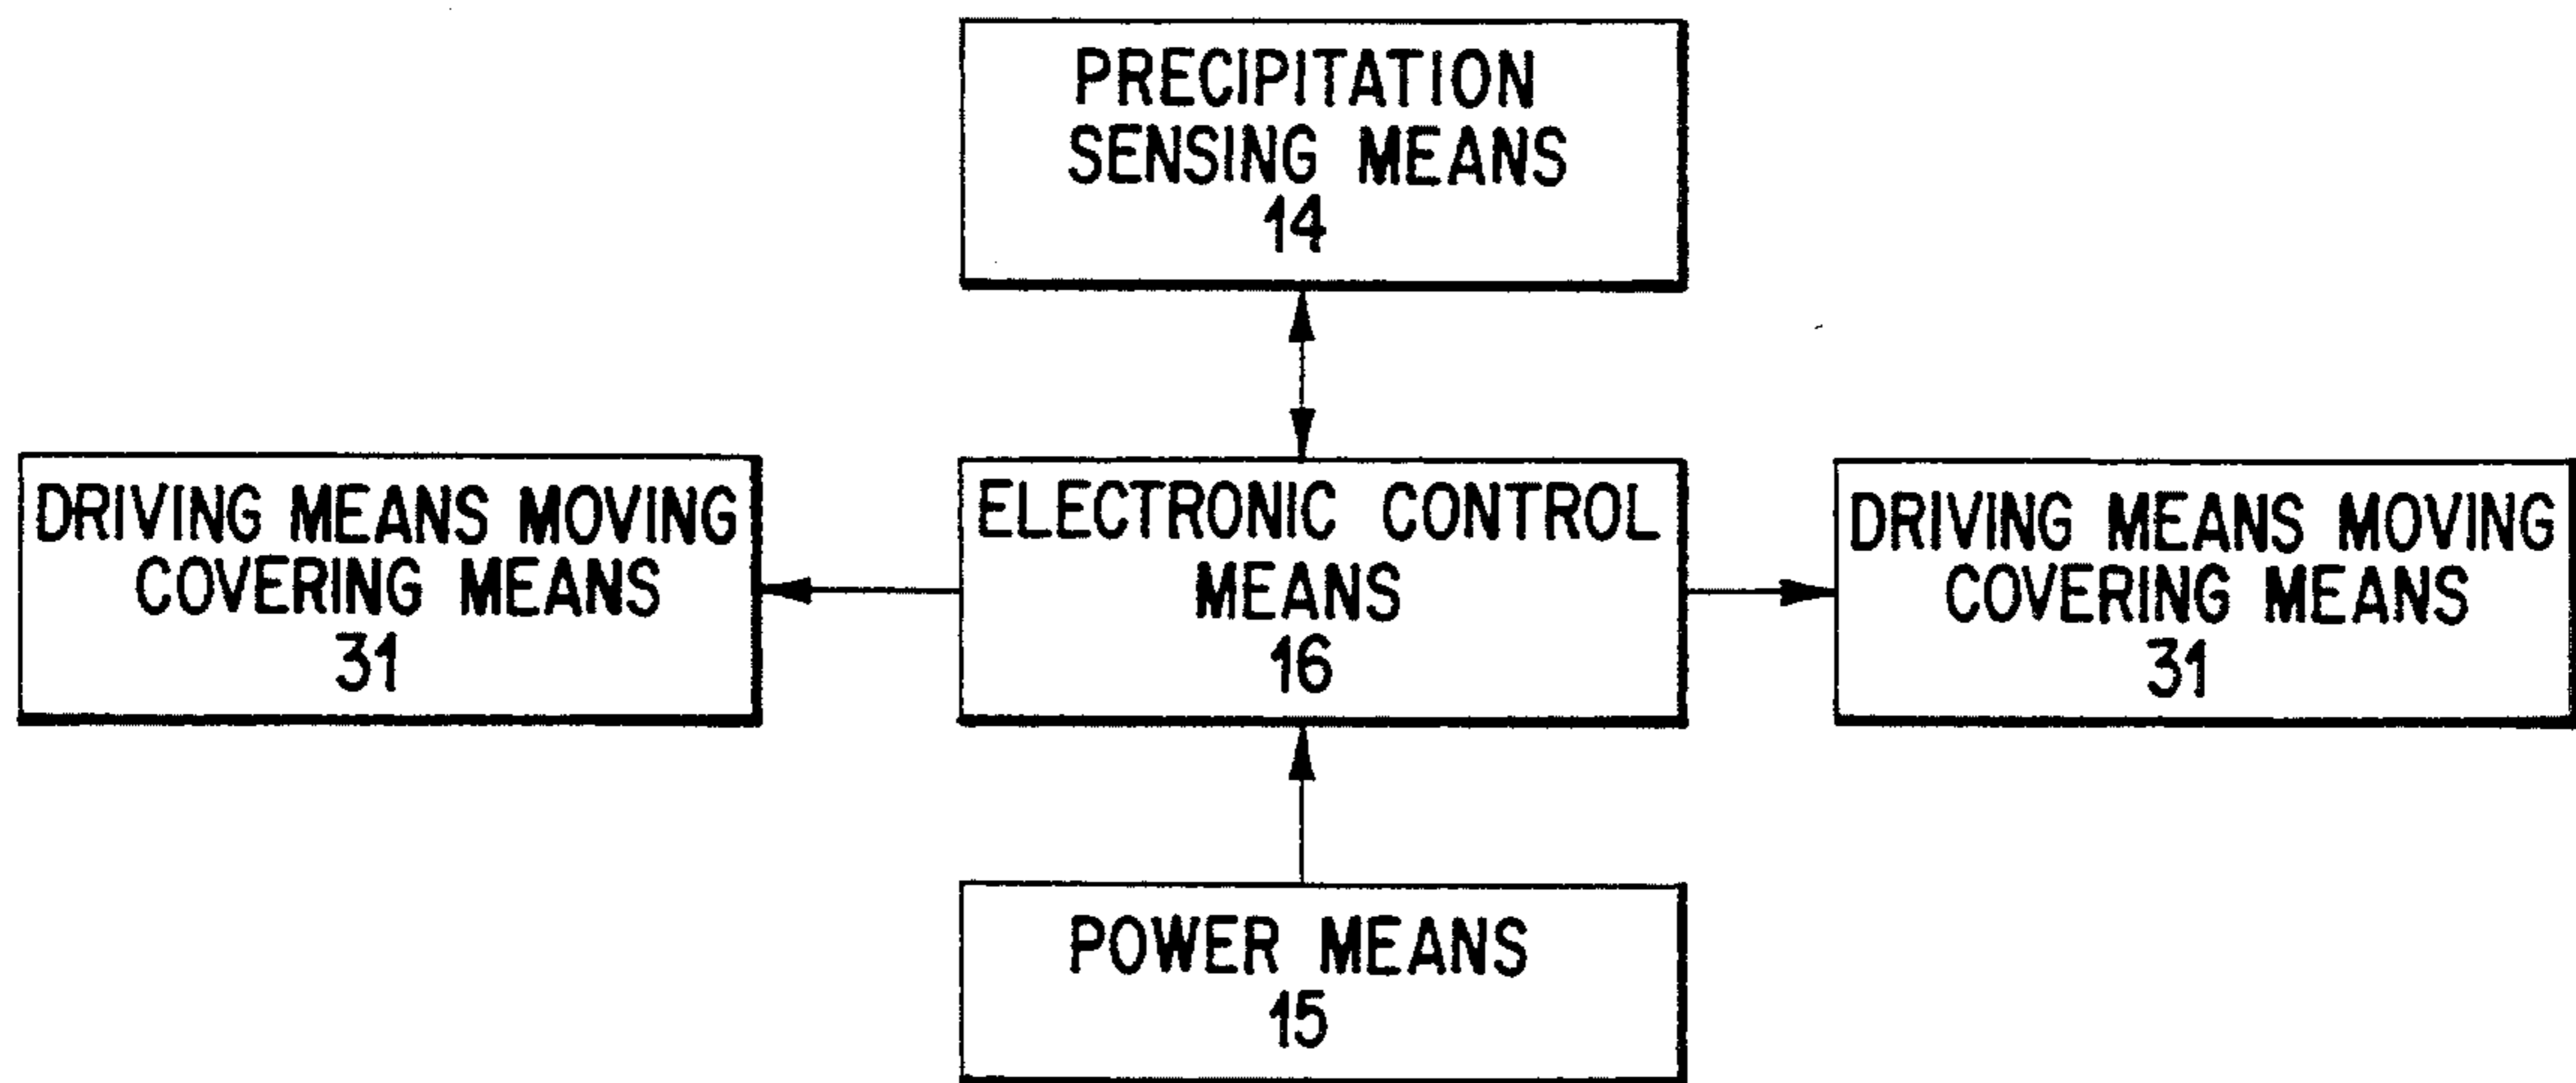 PRECIPITATION
SENSING MEANS
14
DRIVING MEANS MOVING
COVERING MEANS
31
ELECTRONIC CONTROL
MEANS
16
DRIVING MEANS MOVING
COVERING MEANS
31
POWER MEANS
15